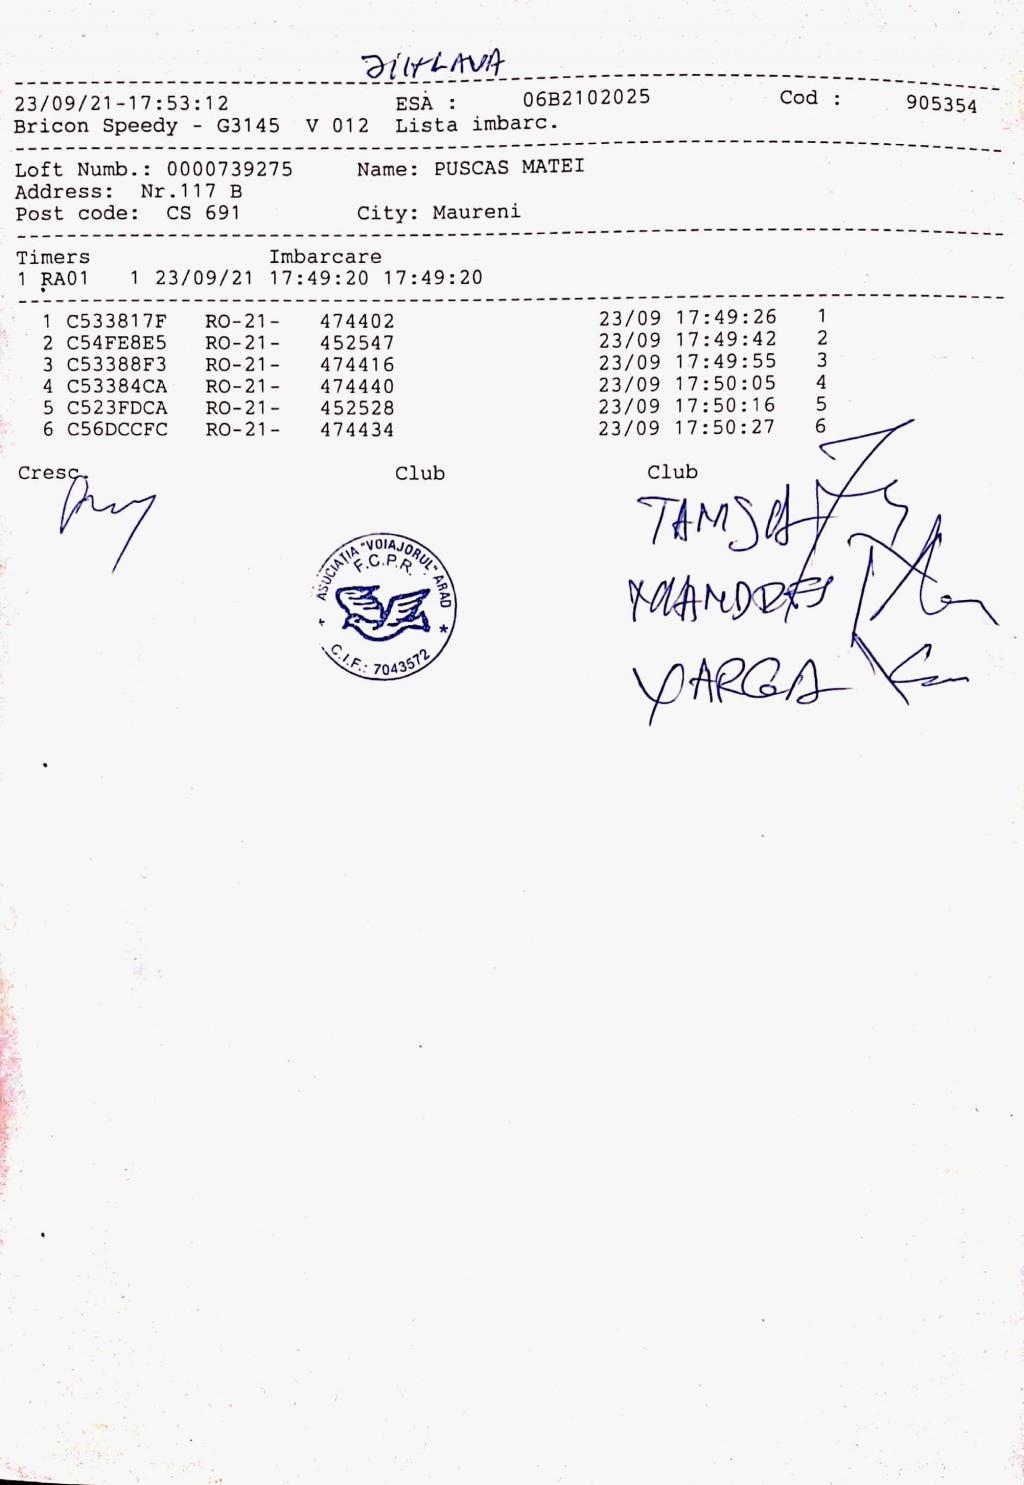 JIHLAVA
23/09/21-17:53:12 ESA : 06B2102025 Cod : 905354
Bricon Speedy - G3145 V 012 Lista imbarc.
Loft Numb.: 0000739275 Name: PUSCAS MATEI
Address: Nr.117 B
Post code: CS 691 City: Maureni
Timers Imbarcare
1 RA01 1 23/09/21 17:49:20 17:49:20
1 C533817F RO-21- 474402 23/09 17:49:26 1
2 C54FE8E5 RO-21- 452547 23/09 17:49:42 2
3 C53388F3 RO-21- 474416 23/09 17:49:55 3
4 C53384CA RO-21- 474440 23/09 17:50:05 4
5 C523FDCA RO-21- 452528 23/09 17:50:16 5
6 C56DCCFC RO-21- 474434 23/09 17:50:27 6
Cresc. Club Club
ASOCIATIA "VOIAJORUL" ARAD
F.C.P.R.
C.I.F.: 7043572
VARGA